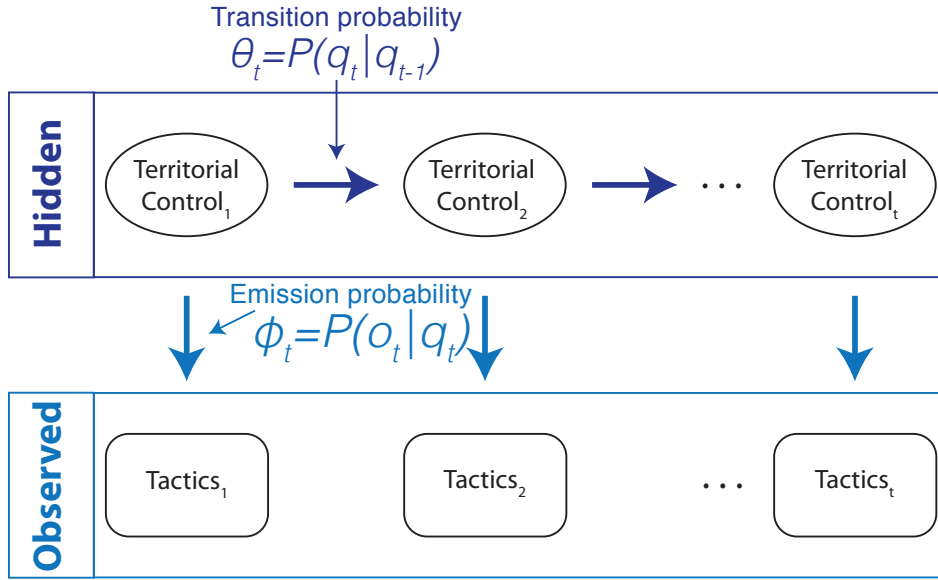 Transition probability
θₜ=P(qₜ|qₜ₋₁)
Hidden
Territorial
Control₁
Territorial
Control₂
. . .
Territorial
Controlₜ
Emission probability
ϕₜ=P(oₜ|qₜ)
Observed
Tactics₁
Tactics₂
. . .
Tacticsₜ